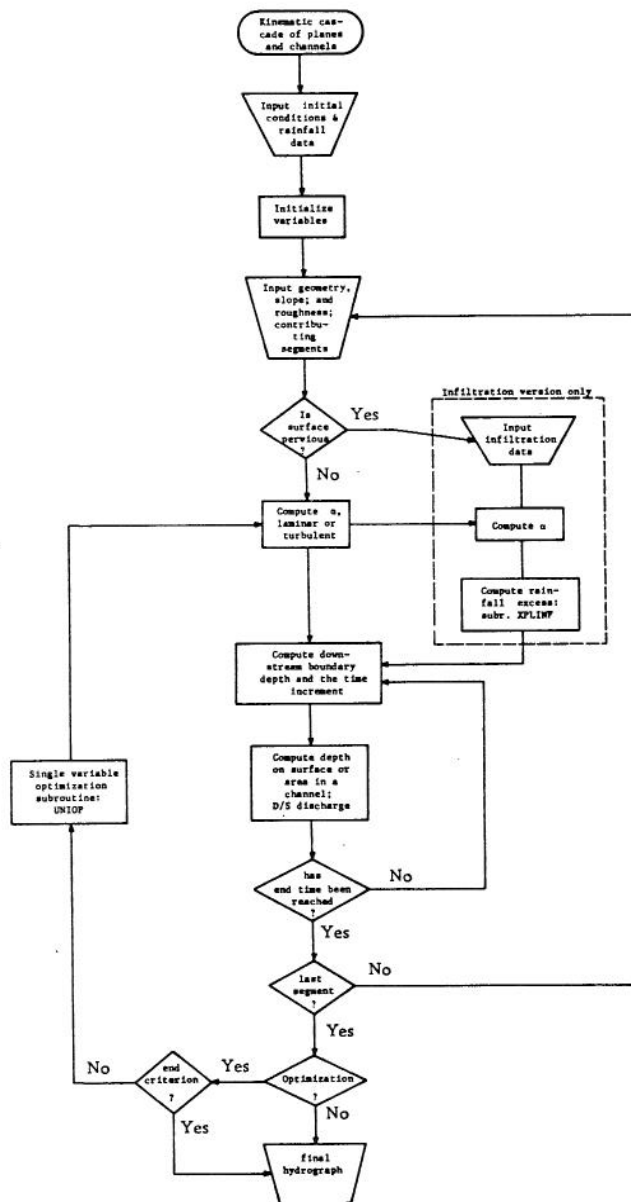 Kinematic cas-
cade of planes
and channels
Input initial
conditions &
rainfall
data
Initialize
variables
Input geometry,
slope; and
roughness;
contribu-
ting
segments
Infiltration version only
Is
surface
pervious
?
Yes
Input
infiltration
data
No
Compute α,
laminar or
turbulent
Compute α
Compute rain-
fall excess:
subr. XPLINF
Compute down-
stream boundary
depth and the time
increment
Single variable
optimization
subroutine:
UNIOP
Compute depth
on surface or
area in a
channel;
D/S discharge
has
end time been
reached
?
No
Yes
last
segment
?
No
Yes
No
end
criterion
?
Yes
Optimization
?
Yes
No
final
hydrograph